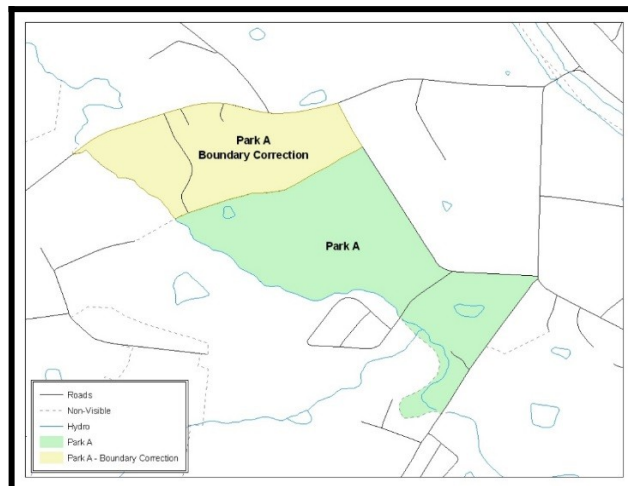 Park A
Boundary Correction
Park A
Roads
Non-Visible
Hydro
Park A
Park A - Boundary Correction